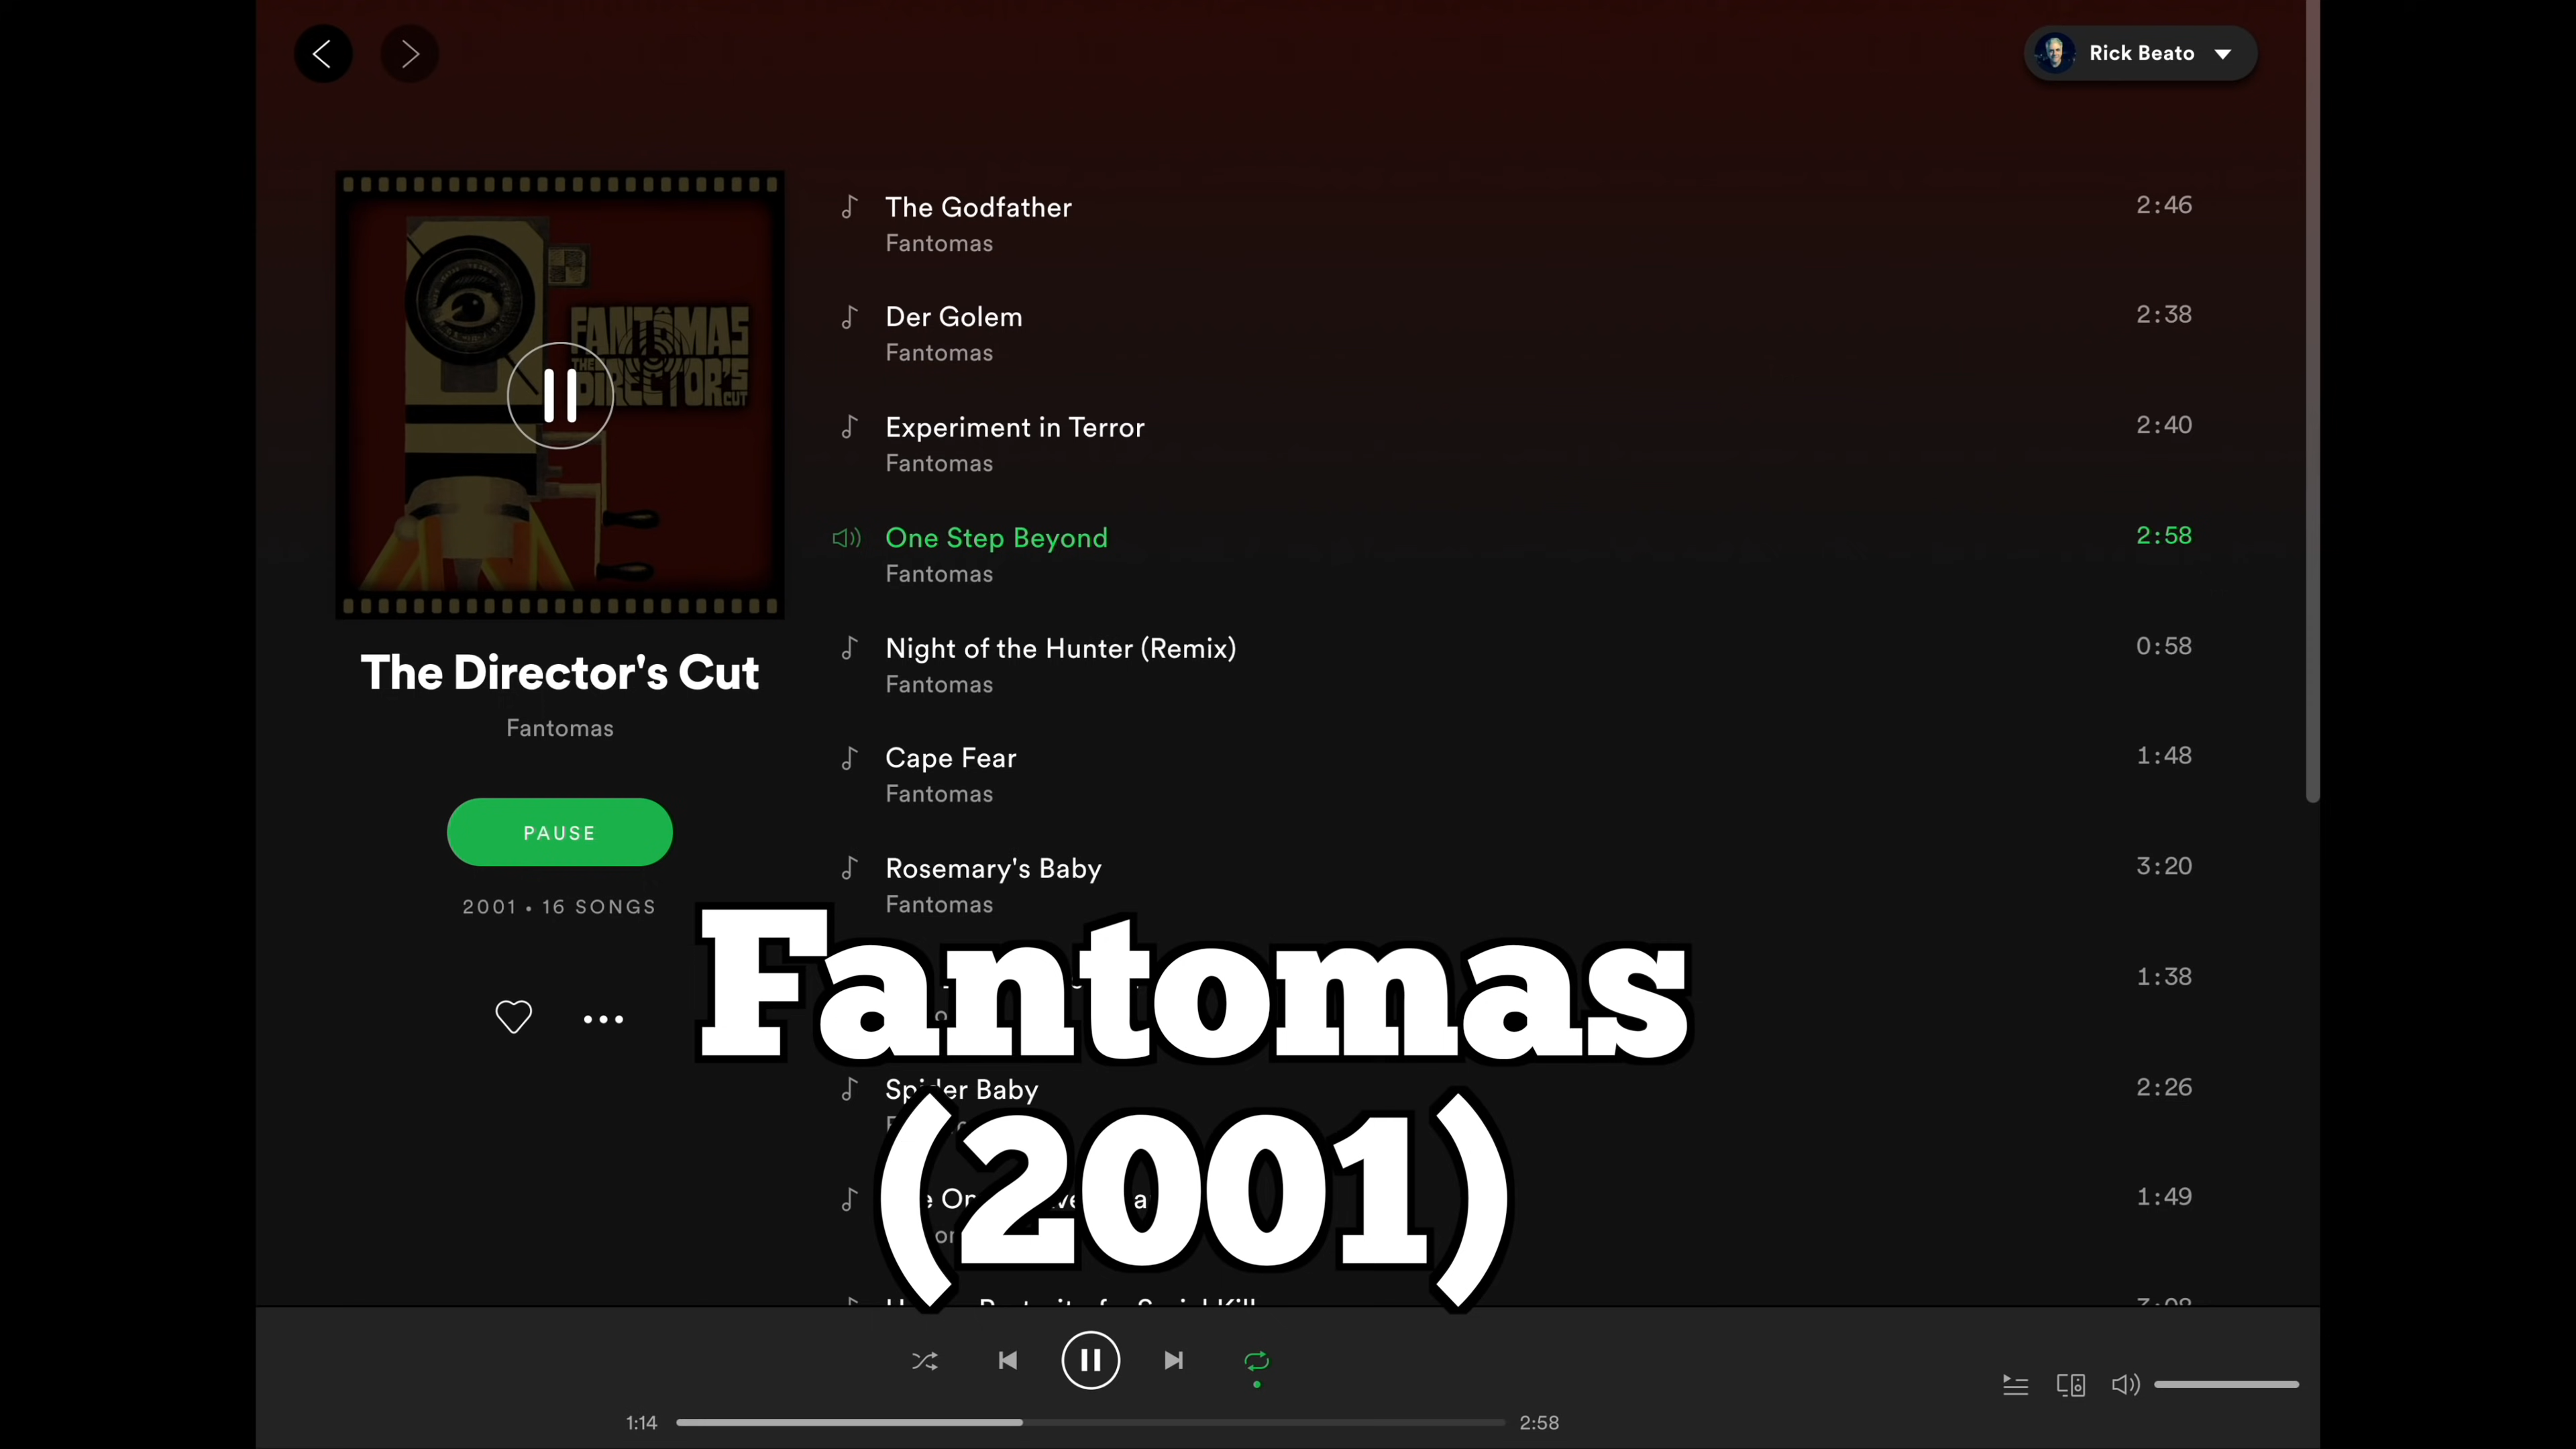 Rick Beato
FANTÔMAS
THE DIRECTOR'S CUT
The Director's Cut
Fantomas
PAUSE
2001 • 16 SONGS
The Godfather 2:46
Fantomas
Der Golem 2:38
Fantomas
Experiment in Terror 2:40
Fantomas
One Step Beyond 2:58
Fantomas
Night of the Hunter (Remix) 0:58
Fantomas
Cape Fear 1:48
Fantomas
Rosemary's Baby 3:20
Fantomas
1:38
Spider Baby 2:26
1:49
Fantomas
(2001)
1:14
2:58